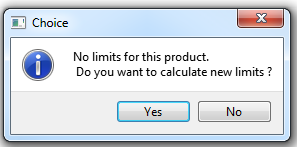 Choice
No limits for this product.
Do you want to calculate new limits ?
Yes
No